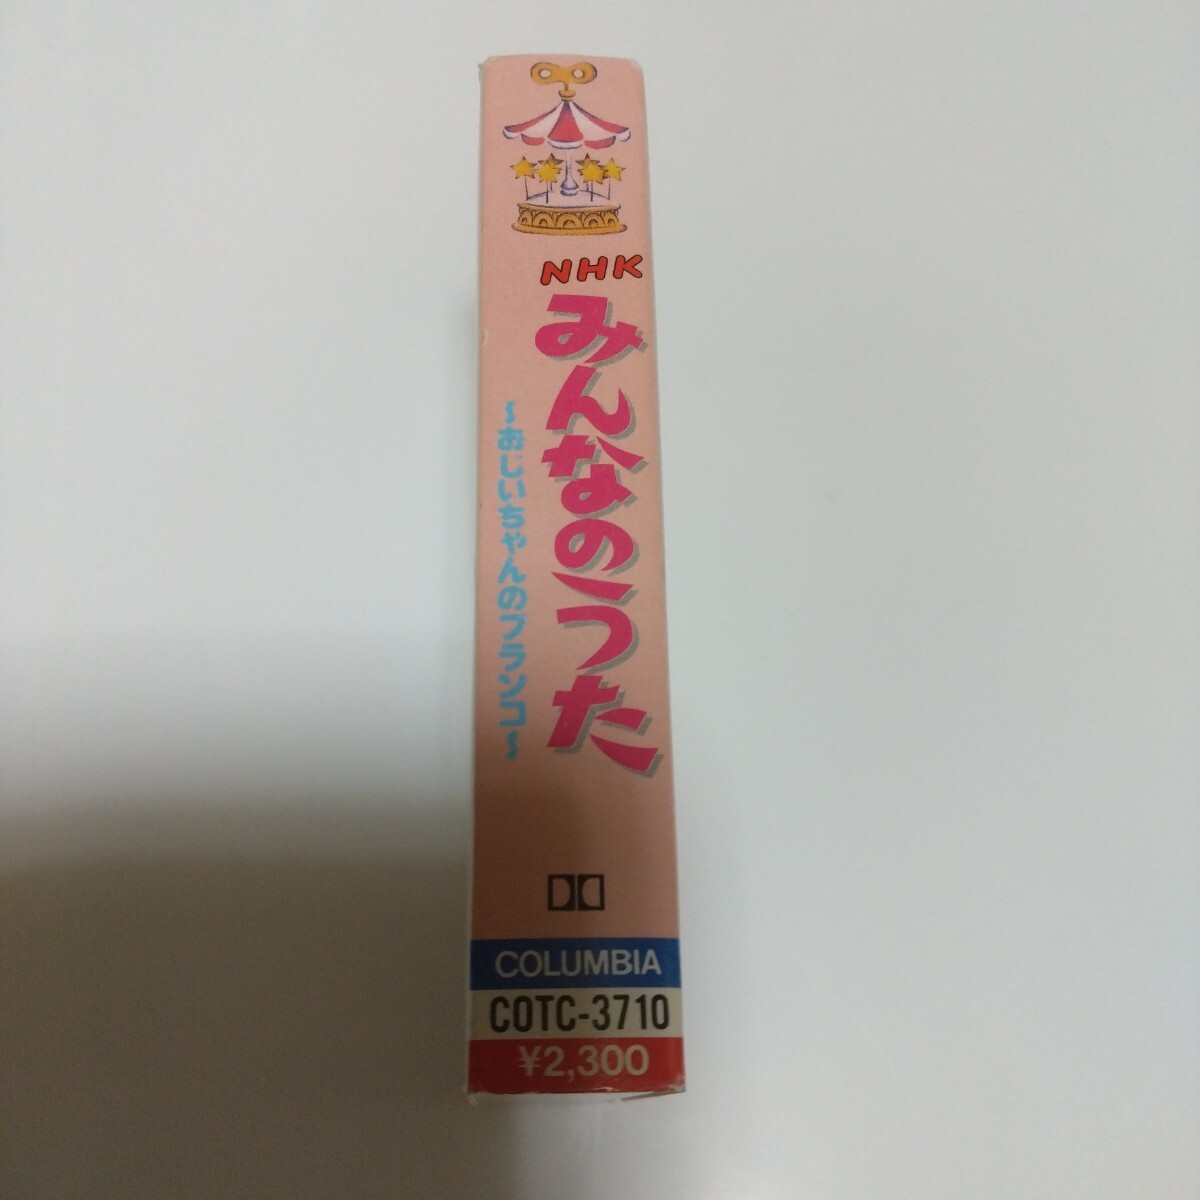 NHK
みんなのうた
～おじいちゃんのブランコ～
COLUMBIA
COTC-3710
¥2,300